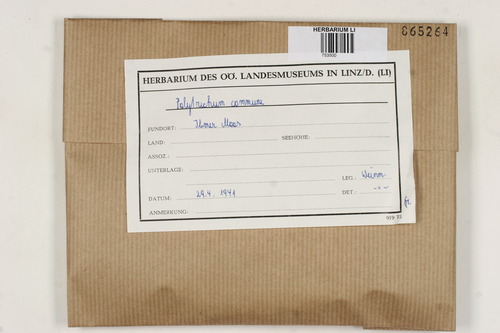 HERBARIUM LI
065264
HERBARIUM DES OÖ. LANDESMUSEUMS IN LINZ/D. (LI)
Polytrichum commune
FUNDORT: Ibmer Moos
LAND: SEEHÖHE:
ASSOZ.:
UNTERLAGE:
LEG.:
DATUM: 29.4.1941 DET.: -"-
ANMERKUNG: